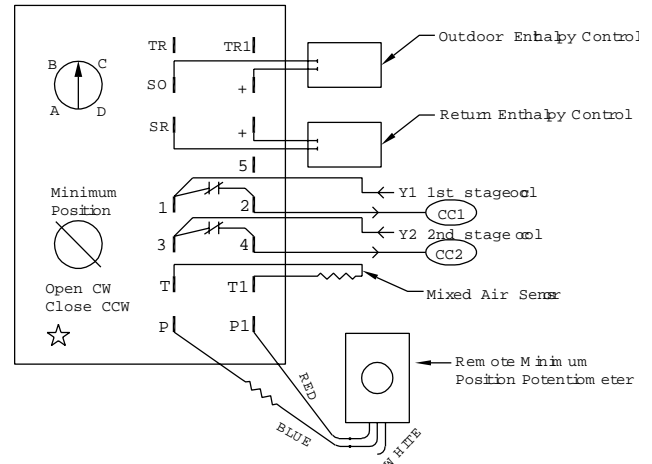 TR TR1
Outdoor Enthalpy Control
B C
SO +
A D
SR +
Return Enthalpy Control
5
Minimum
Position
1 2
Y1 1st stage cool
CC1
3 4
Y2 2nd stage cool
CC2
Open CW
Close CCW
T T1
Mixed Air Sensor
P P1
Remote Minimum
Position Potentiometer
RED
BLUE
WHITE